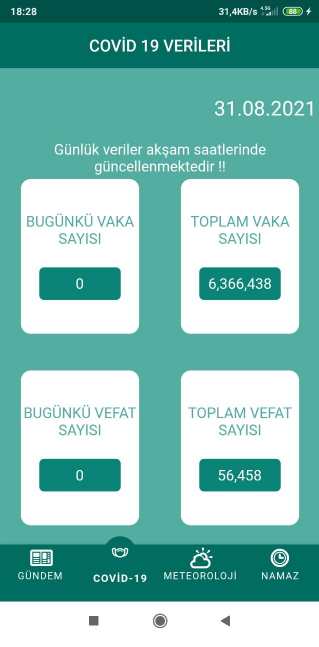 18:28
31,4KB/s 4.5G 88
COVİD 19 VERİLERİ
31.08.2021
Günlük veriler akşam saatlerinde
güncellenmektedir !!
BUGÜNKÜ VAKA
SAYISI
0
TOPLAM VAKA
SAYISI
6,366,438
BUGÜNKÜ VEFAT
SAYISI
0
TOPLAM VEFAT
SAYISI
56,458
GÜNDEM
COVİD-19
METEOROLOJİ
NAMAZ